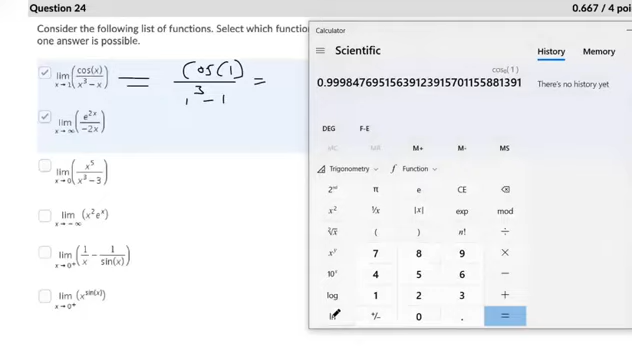 Question 24
0.667 / 4 poi
Consider the following list of functions. Select which function
one answer is possible.
lim x→1 (cos(x) / x³ − x) = cos(1) / 1³ − 1 =
lim x→∞ (e²ˣ / −2x)
lim x→0 (x⁵ / x³ − 3)
lim x→−∞ (x²eˣ)
lim x→0⁺ (1/x − 1/sin(x))
lim x→0⁺ (x^sin(x))
Calculator
Scientific
History Memory
cos₀(1)
0.9998476951563912391570115588139 1
There's no history yet
DEG F-E
MC MR M+ M- MS
Trigonometry f Function
2ⁿᵈ π e CE
x² ¹/x |x| exp mod
²√x ( ) n! ÷
xʸ 7 8 9 ×
10ˣ 4 5 6 −
log 1 2 3 +
ln +/− 0 . =